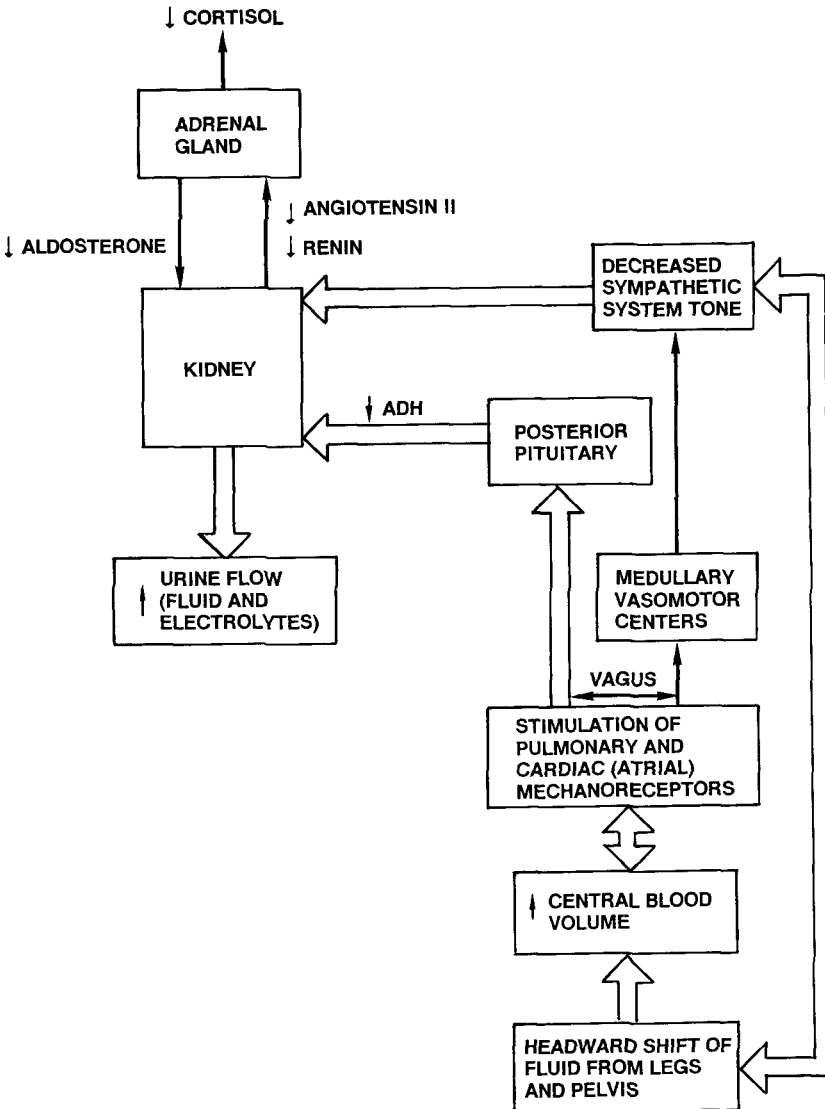 ↓ CORTISOL
ADRENAL
GLAND
↓ ANGIOTENSIN II
↓ ALDOSTERONE
↓ RENIN
DECREASED
SYMPATHETIC
SYSTEM TONE
KIDNEY
↓ ADH
POSTERIOR
PITUITARY
↑ URINE FLOW
(FLUID AND
ELECTROLYTES)
MEDULLARY
VASOMOTOR
CENTERS
VAGUS
STIMULATION OF
PULMONARY AND
CARDIAC (ATRIAL)
MECHANORECEPTORS
↑ CENTRAL BLOOD
VOLUME
HEADWARD SHIFT OF
FLUID FROM LEGS
AND PELVIS